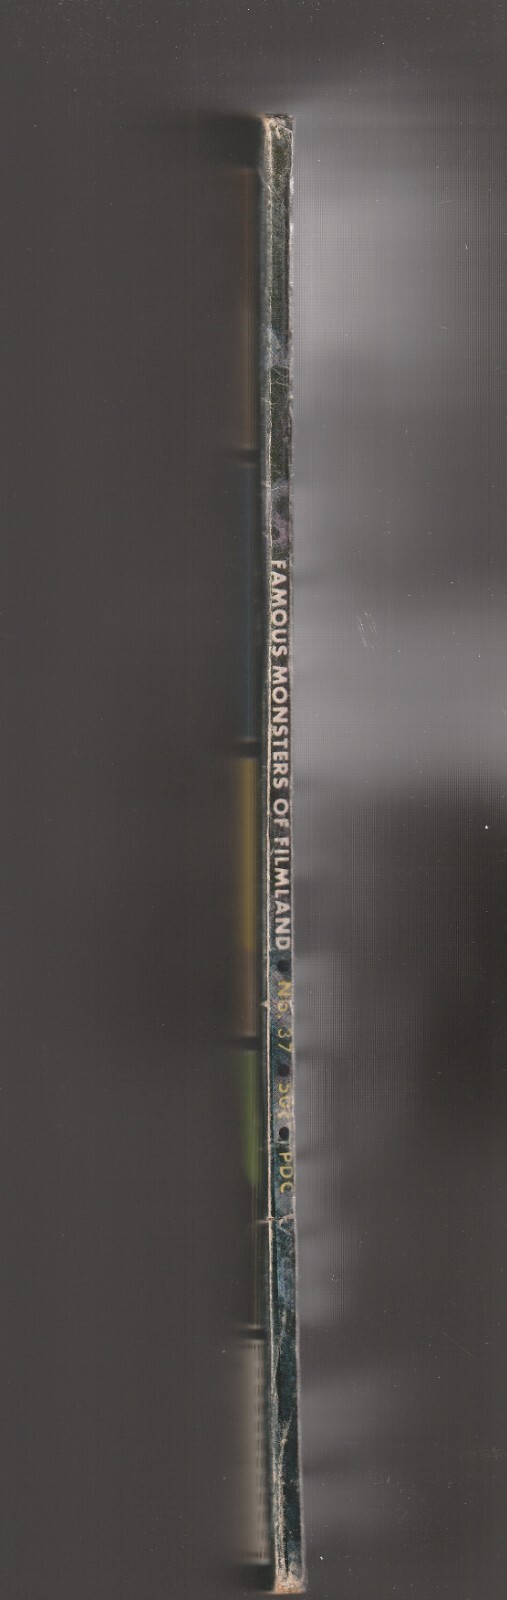 FAMOUS MONSTERS OF FILMLAND • No. 37 • 50¢ • PDC